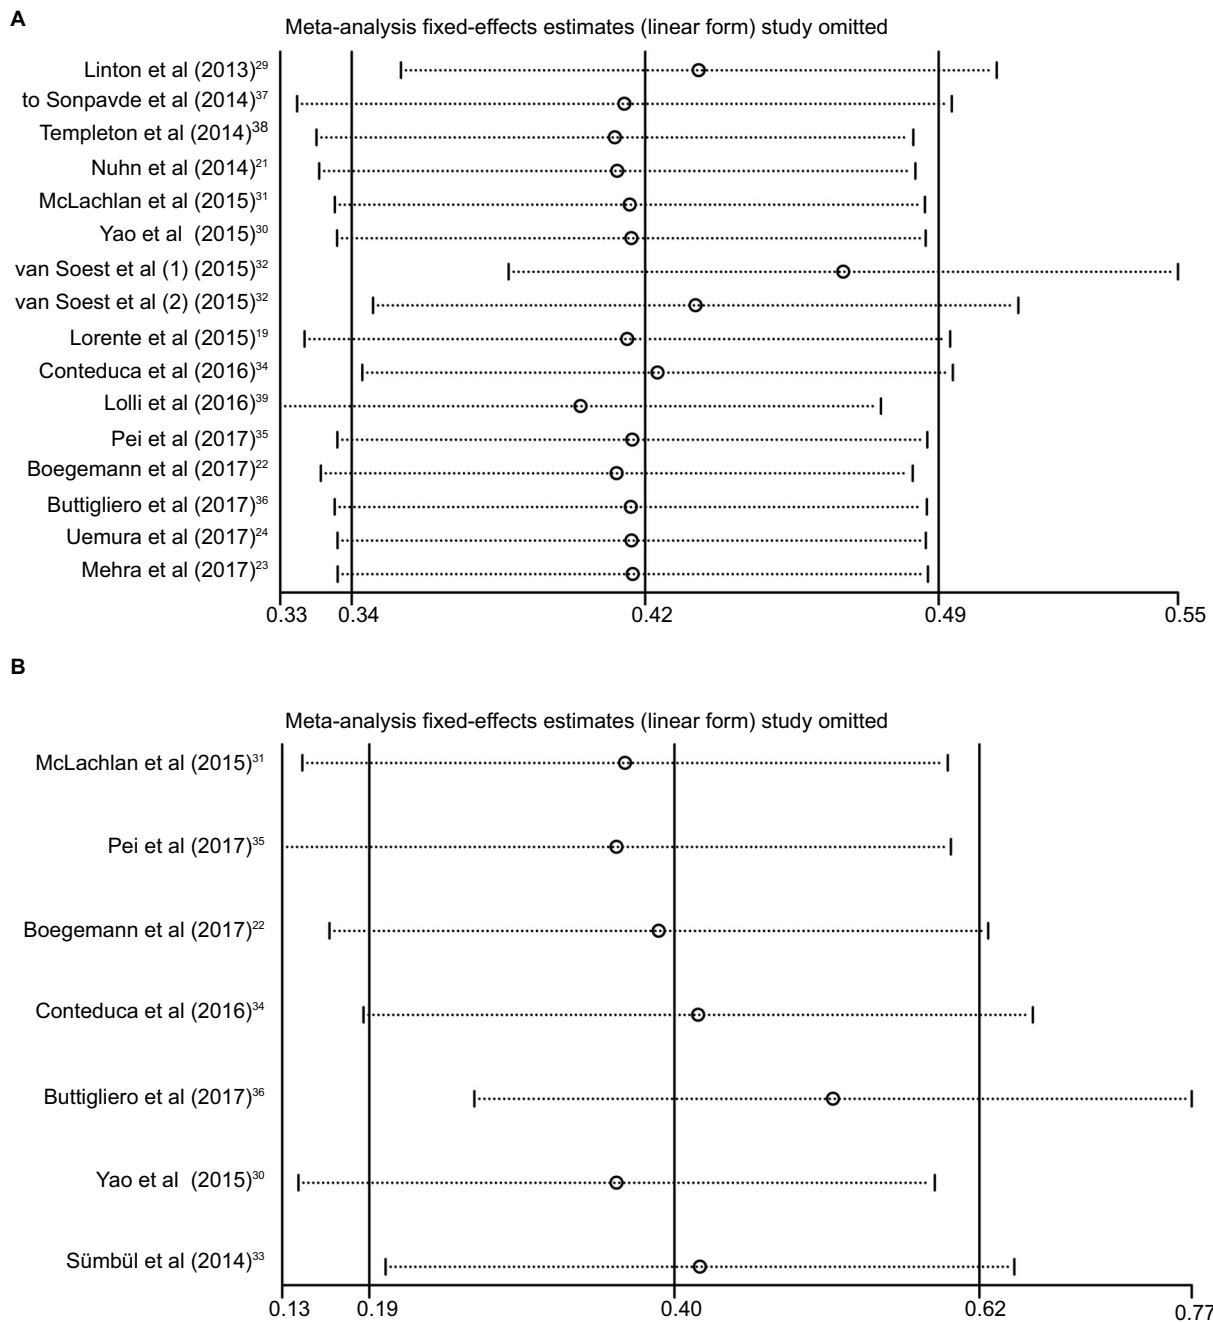 A
Meta-analysis fixed-effects estimates (linear form) study omitted
Linton et al (2013)²⁹
to Sonpavde et al (2014)³⁷
Templeton et al (2014)³⁸
Nuhn et al (2014)²¹
McLachlan et al (2015)³¹
Yao et al (2015)³⁰
van Soest et al (1) (2015)³²
van Soest et al (2) (2015)³²
Lorente et al (2015)¹⁹
Conteduca et al (2016)³⁴
Lolli et al (2016)³⁹
Pei et al (2017)³⁵
Boegemann et al (2017)²²
Buttigliero et al (2017)³⁶
Uemura et al (2017)²⁴
Mehra et al (2017)²³
0.33 0.34 0.42 0.49 0.55
B
Meta-analysis fixed-effects estimates (linear form) study omitted
McLachlan et al (2015)³¹
Pei et al (2017)³⁵
Boegemann et al (2017)²²
Conteduca et al (2016)³⁴
Buttigliero et al (2017)³⁶
Yao et al (2015)³⁰
Sümbül et al (2014)³³
0.13 0.19 0.40 0.62 0.77